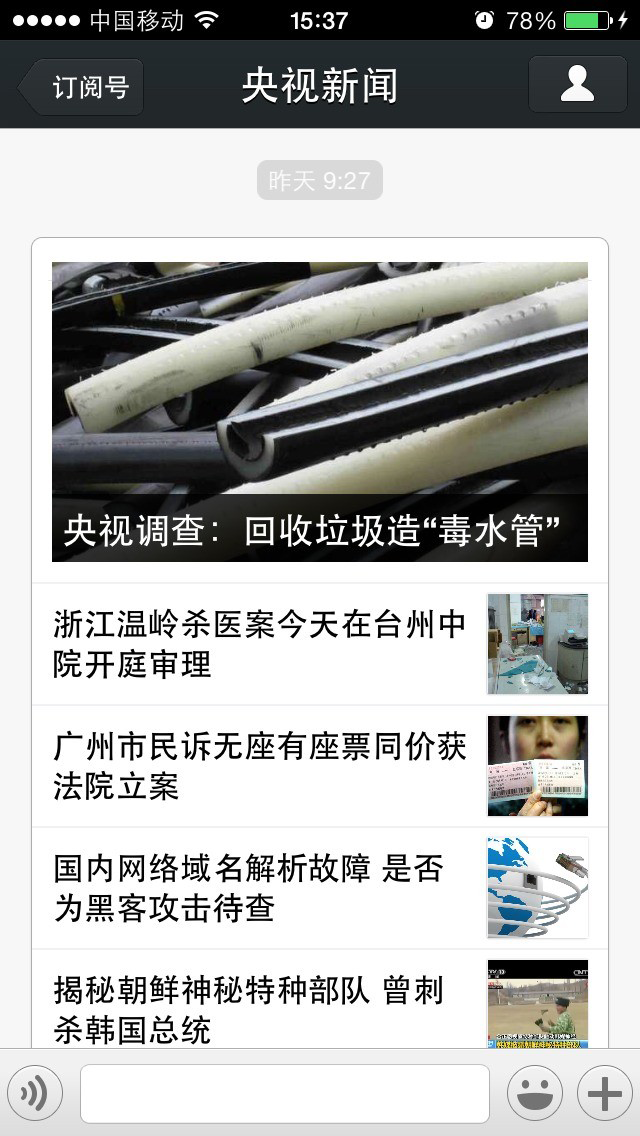 中国移动 15:37 78%
订阅号 央视新闻
昨天 9:27
央视调查：回收垃圾造“毒水管”
浙江温岭杀医案今天在台州中
院开庭审理
广州市民诉无座有座票同价获
法院立案
国内网络域名解析故障 是否
为黑客攻击待查
揭秘朝鲜神秘特种部队 曾刺
杀韩国总统